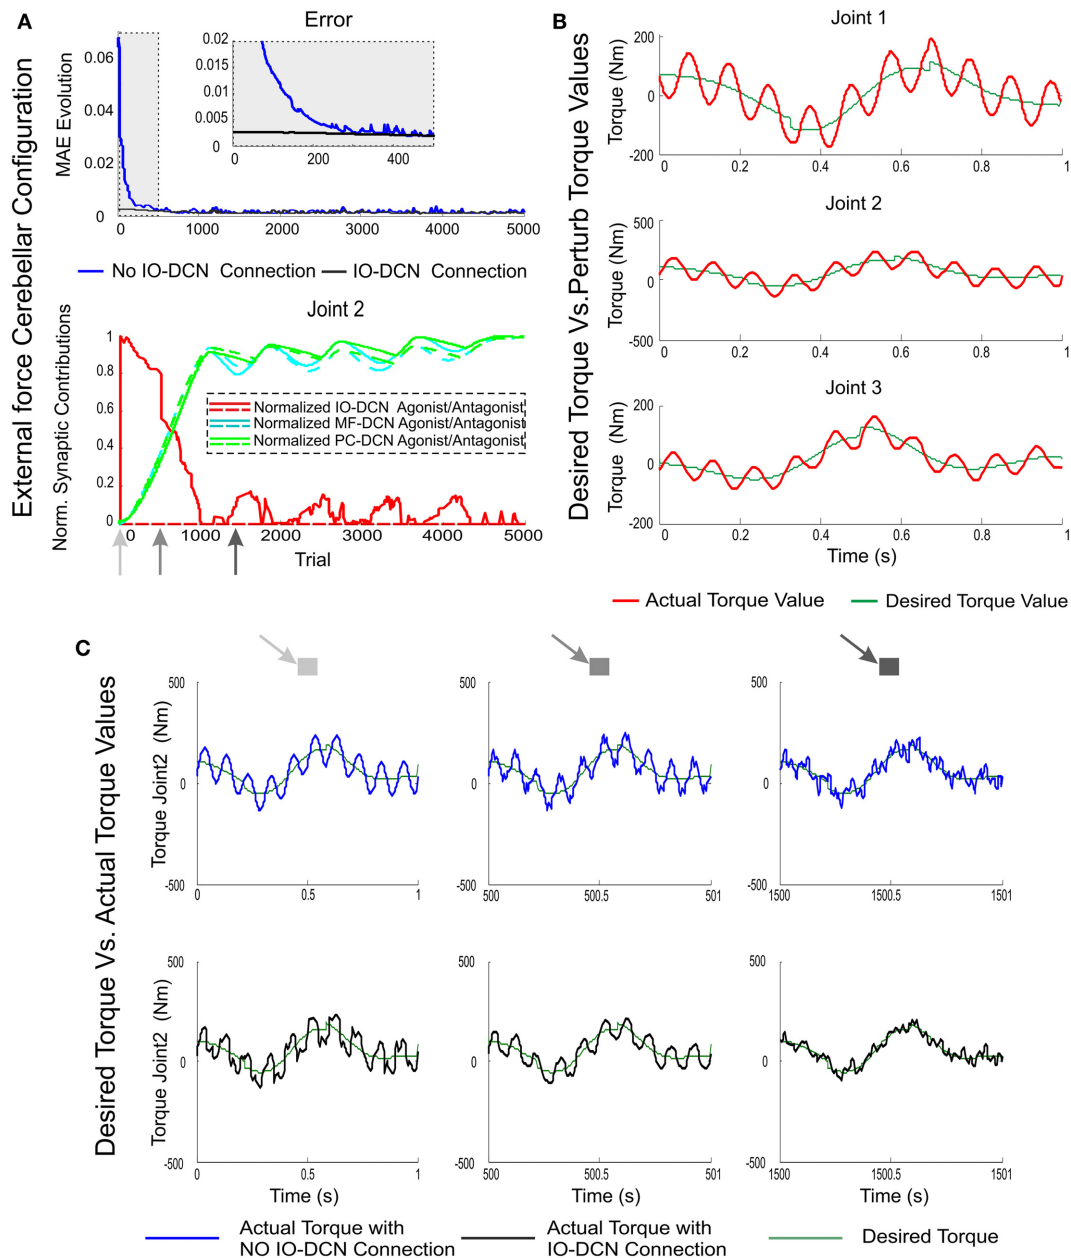 A
Error
External force Cerebellar Configuration
MAE Evolution
0.06
0.04
0.02
0
0.02
0.015
0.01
0.005
0
0 200 400
0 1000 2000 3000 4000 5000
No IO-DCN Connection IO-DCN Connection
Joint 2
Norm. Synaptic Contributions
1
0.8
0.6
0.4
0.2
0
Normalized IO-DCN Agonist/Antagonist
Normalized MF-DCN Agonist/Antagonist
Normalized PC-DCN Agonist/Antagonist
0 1000 2000 3000 4000 5000
Trial
B
Desired Torque Vs.Perturb Torque Values
Joint 1
Torque (Nm)
200
0
-200
0 0.2 0.4 0.6 0.8 1
Joint 2
Torque (Nm)
500
0
-500
0 0.2 0.4 0.6 0.8 1
Joint 3
Torque (Nm)
200
0
-200
0 0.2 0.4 0.6 0.8 1
Time (s)
Actual Torque Value Desired Torque Value
C
Desired Torque Vs. Actual Torque Values
Torque Joint2 (Nm)
500
0
-500
0 0.5 1
500
0
-500
500 500.5 501
500
0
-500
1500 1500.5 1501
Torque Joint2 (Nm)
500
0
-500
0 0.5 1
Time (s)
500
0
-500
500 500.5 501
Time (s)
500
0
-500
1500 1500.5 1501
Time (s)
Actual Torque with
NO IO-DCN Connection
Actual Torque with
IO-DCN Connection
Desired Torque